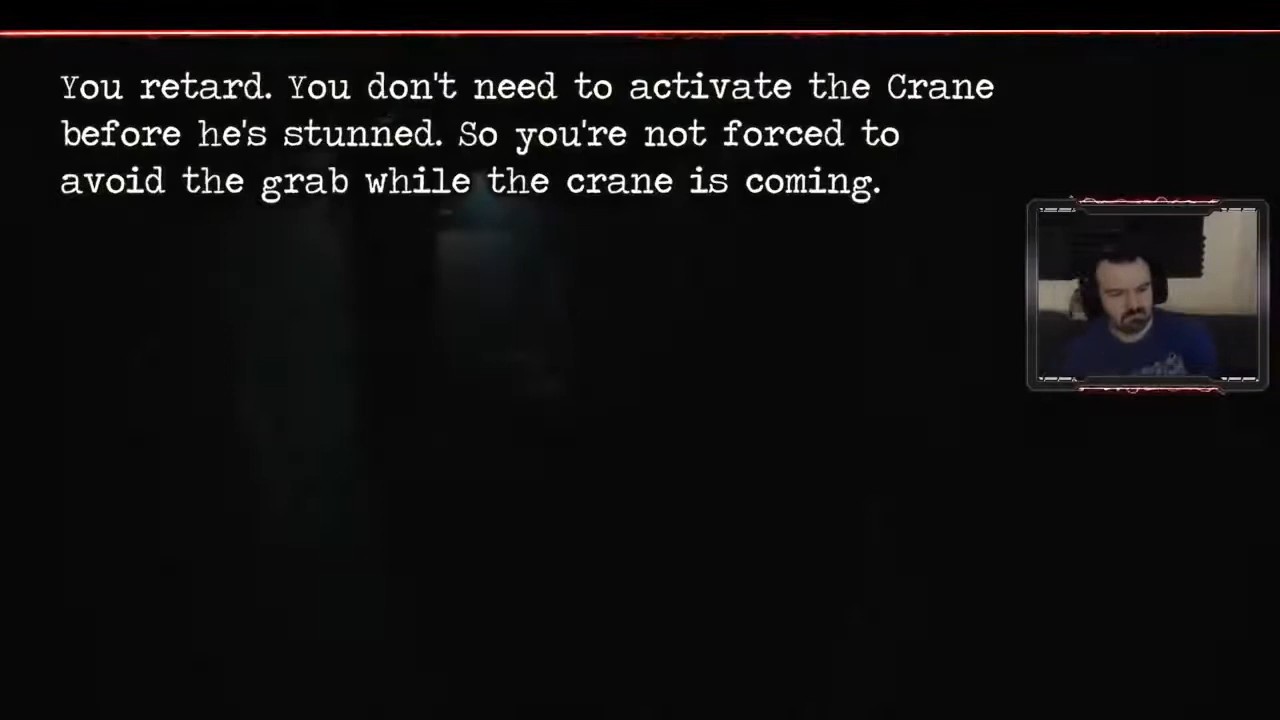 You retard. You don't need to activate the Crane
before he's stunned. So you're not forced to
avoid the grab while the crane is coming.